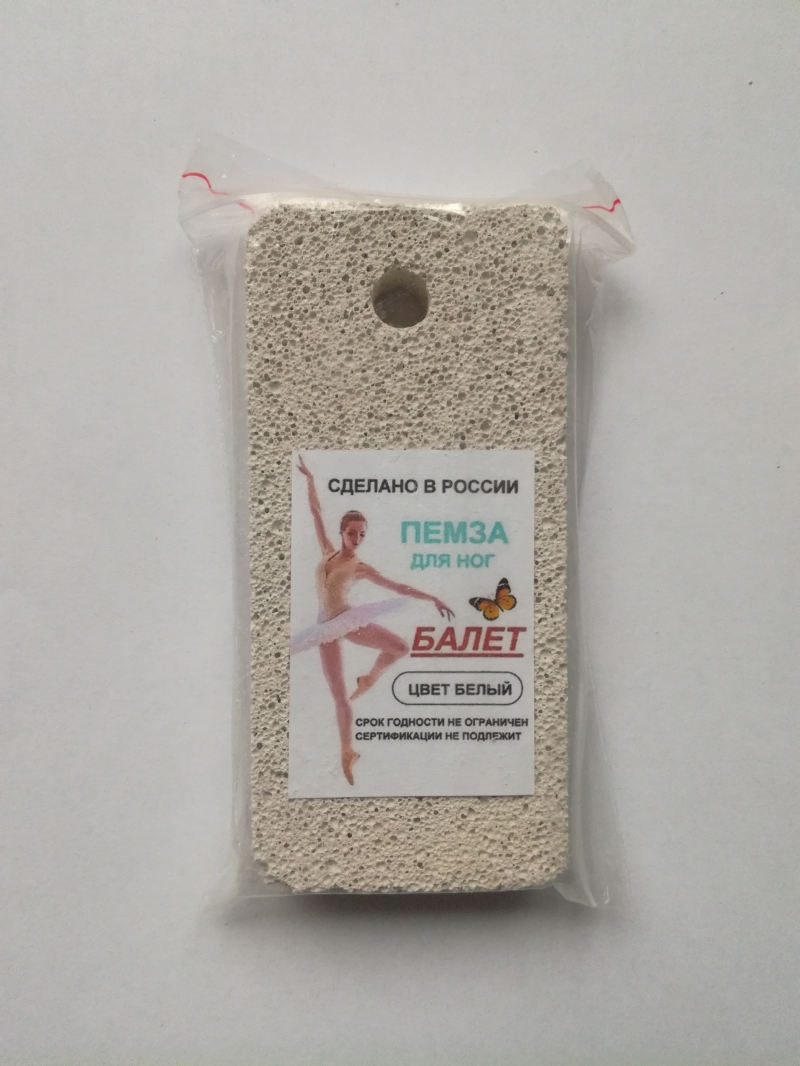 СДЕЛАНО В РОССИИ
ПЕМЗА
ДЛЯ НОГ
БАЛЕТ
ЦВЕТ БЕЛЫЙ
СРОК ГОДНОСТИ НЕ ОГРАНИЧЕН
СЕРТИФИКАЦИИ НЕ ПОДЛЕЖИТ